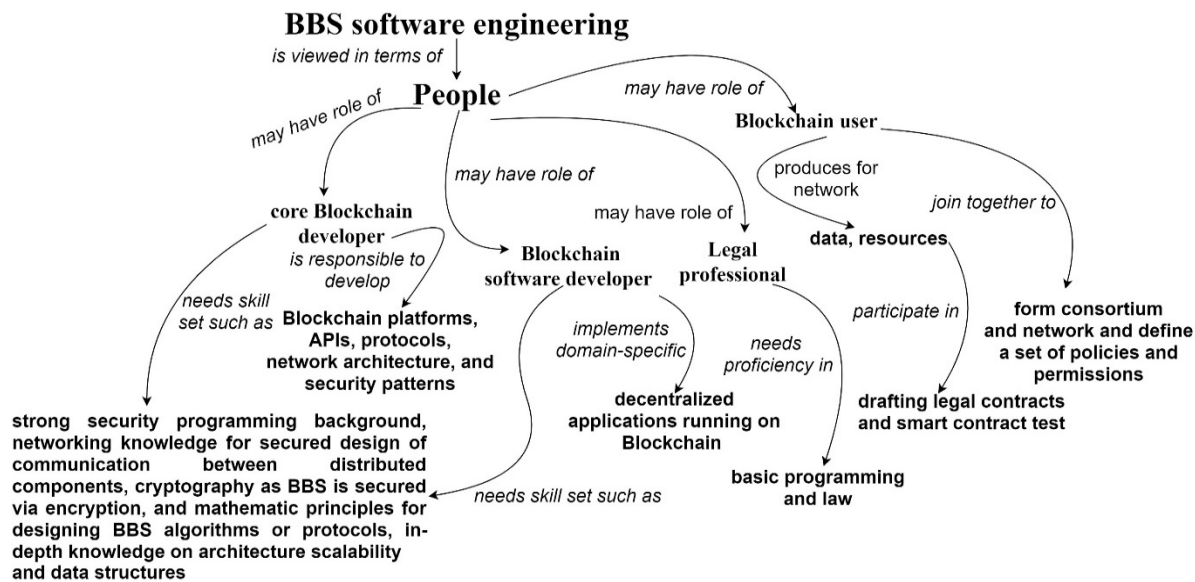 BBS software engineering
is viewed in terms of
People
may have role of
may have role of
Blockchain user
may have role of
may have role of
produces for
network
join together to
core Blockchain
developer
is responsible to
develop
Blockchain
software developer
Legal
professional
data, resources
needs skill
set such as
Blockchain platforms,
APIs, protocols,
network architecture, and
security patterns
implements
domain-specific
needs
proficiency in
participate in
form consortium
and network and define
a set of policies and
permissions
decentralized
applications running on
Blockchain
drafting legal contracts
and smart contract test
strong security programming background,
networking knowledge for secured design of
communication between distributed
components, cryptography as BBS is secured
via encryption, and mathematic principles for
designing BBS algorithms or protocols, in-
depth knowledge on architecture scalability
and data structures
needs skill set such as
basic programming
and law